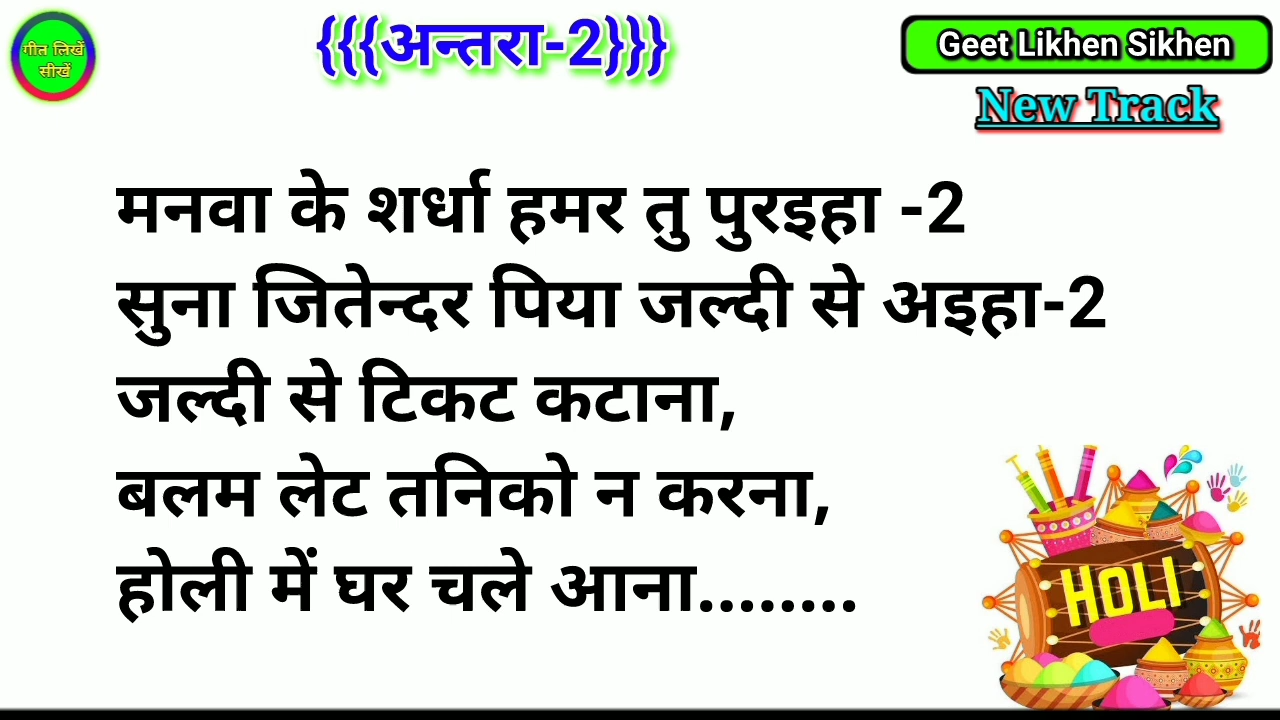 गीत लिखें
सीखें
{{{अन्तरा-2}}}
Geet Likhen Sikhen
New Track
मनवा के शर्धा हमर तु पुरइहा -2
सुना जितेन्दर पिया जल्दी से अइहा-2
जल्दी से टिकट कटाना,
बलम लेट तनिको न करना,
होली में घर चले आना........
HOLI